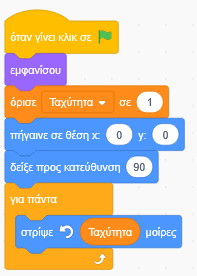 όταν γίνει κλικ σε
εμφανίσου
όρισε Ταχύτητα σε 1
πήγαινε σε θέση x: 0 y: 0
δείξε προς κατεύθυνση 90
για πάντα
στρίψε Ταχύτητα μοίρες